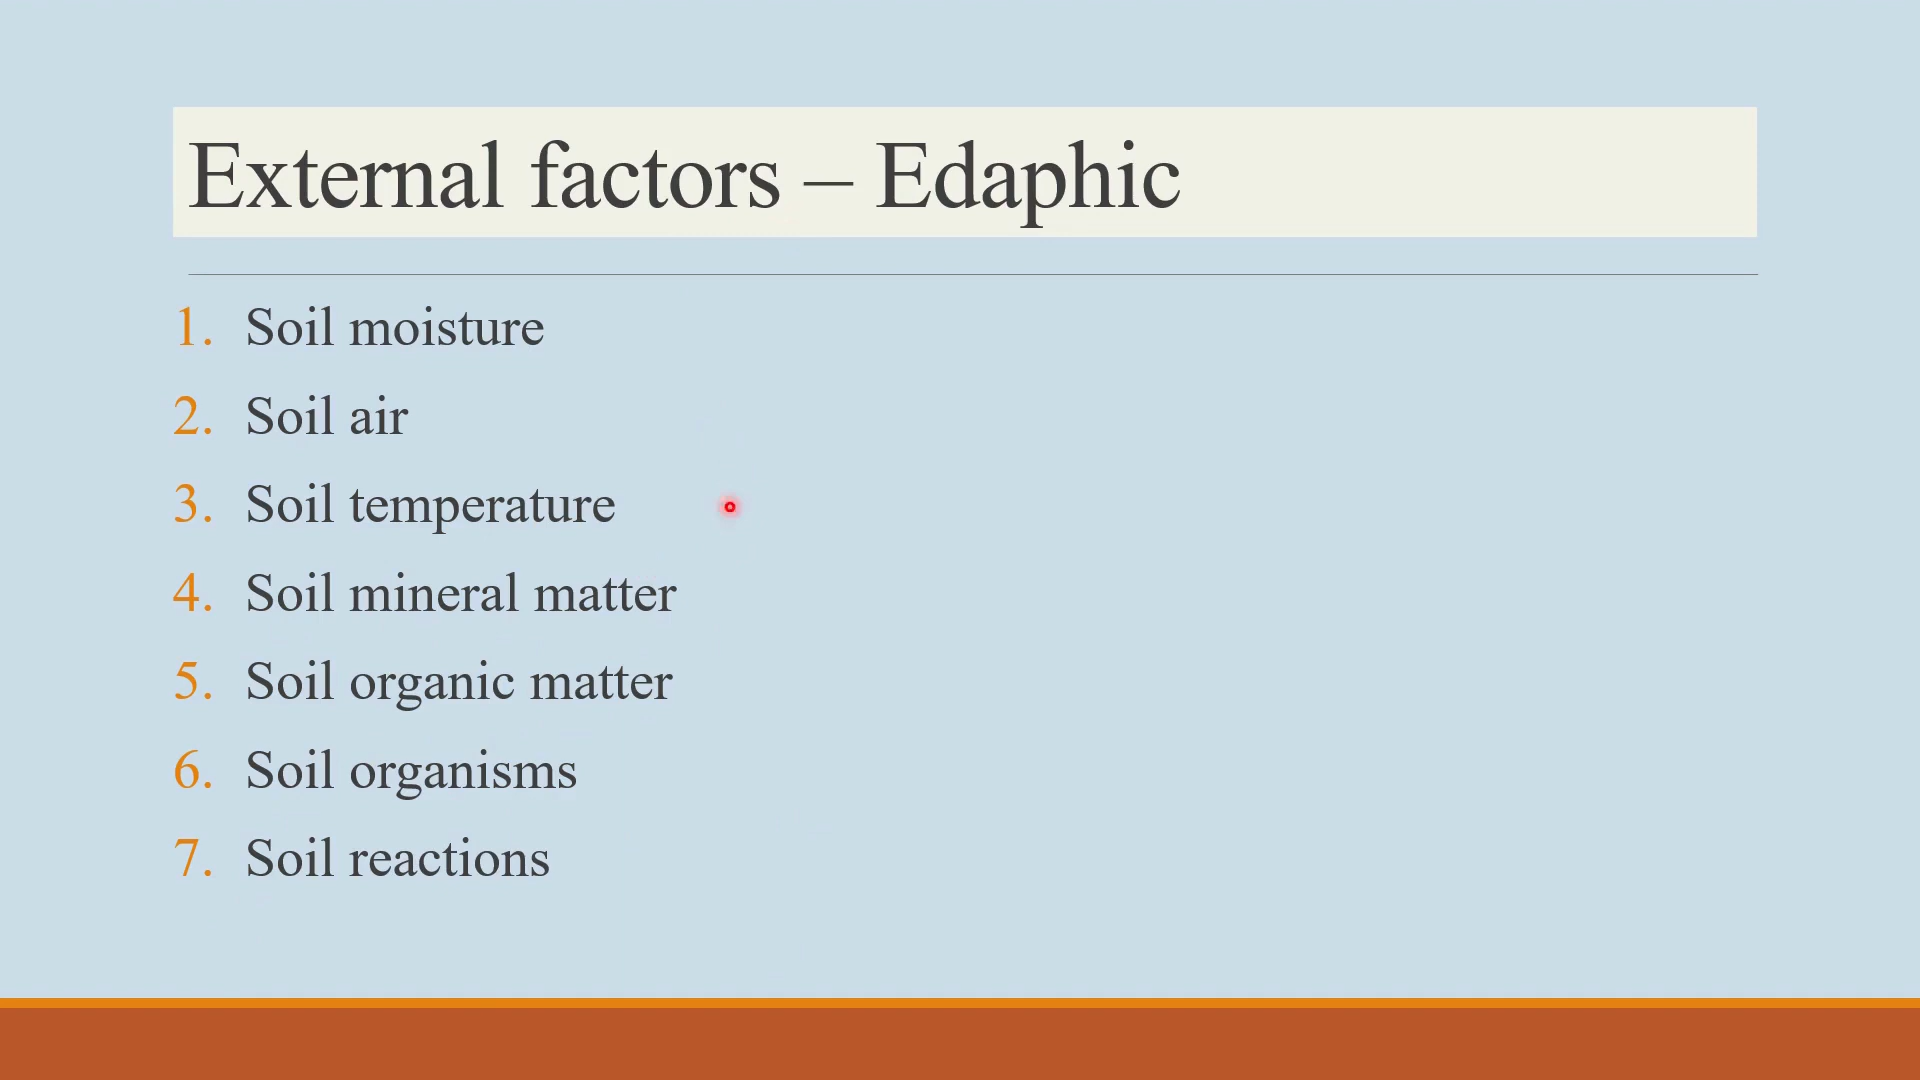 External factors – Edaphic
1. Soil moisture
2. Soil air
3. Soil temperature
4. Soil mineral matter
5. Soil organic matter
6. Soil organisms
7. Soil reactions